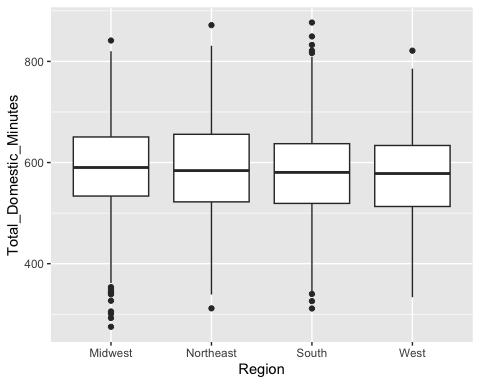 Total_Domestic_Minutes
800
600
400
Midwest Northeast South West
Region